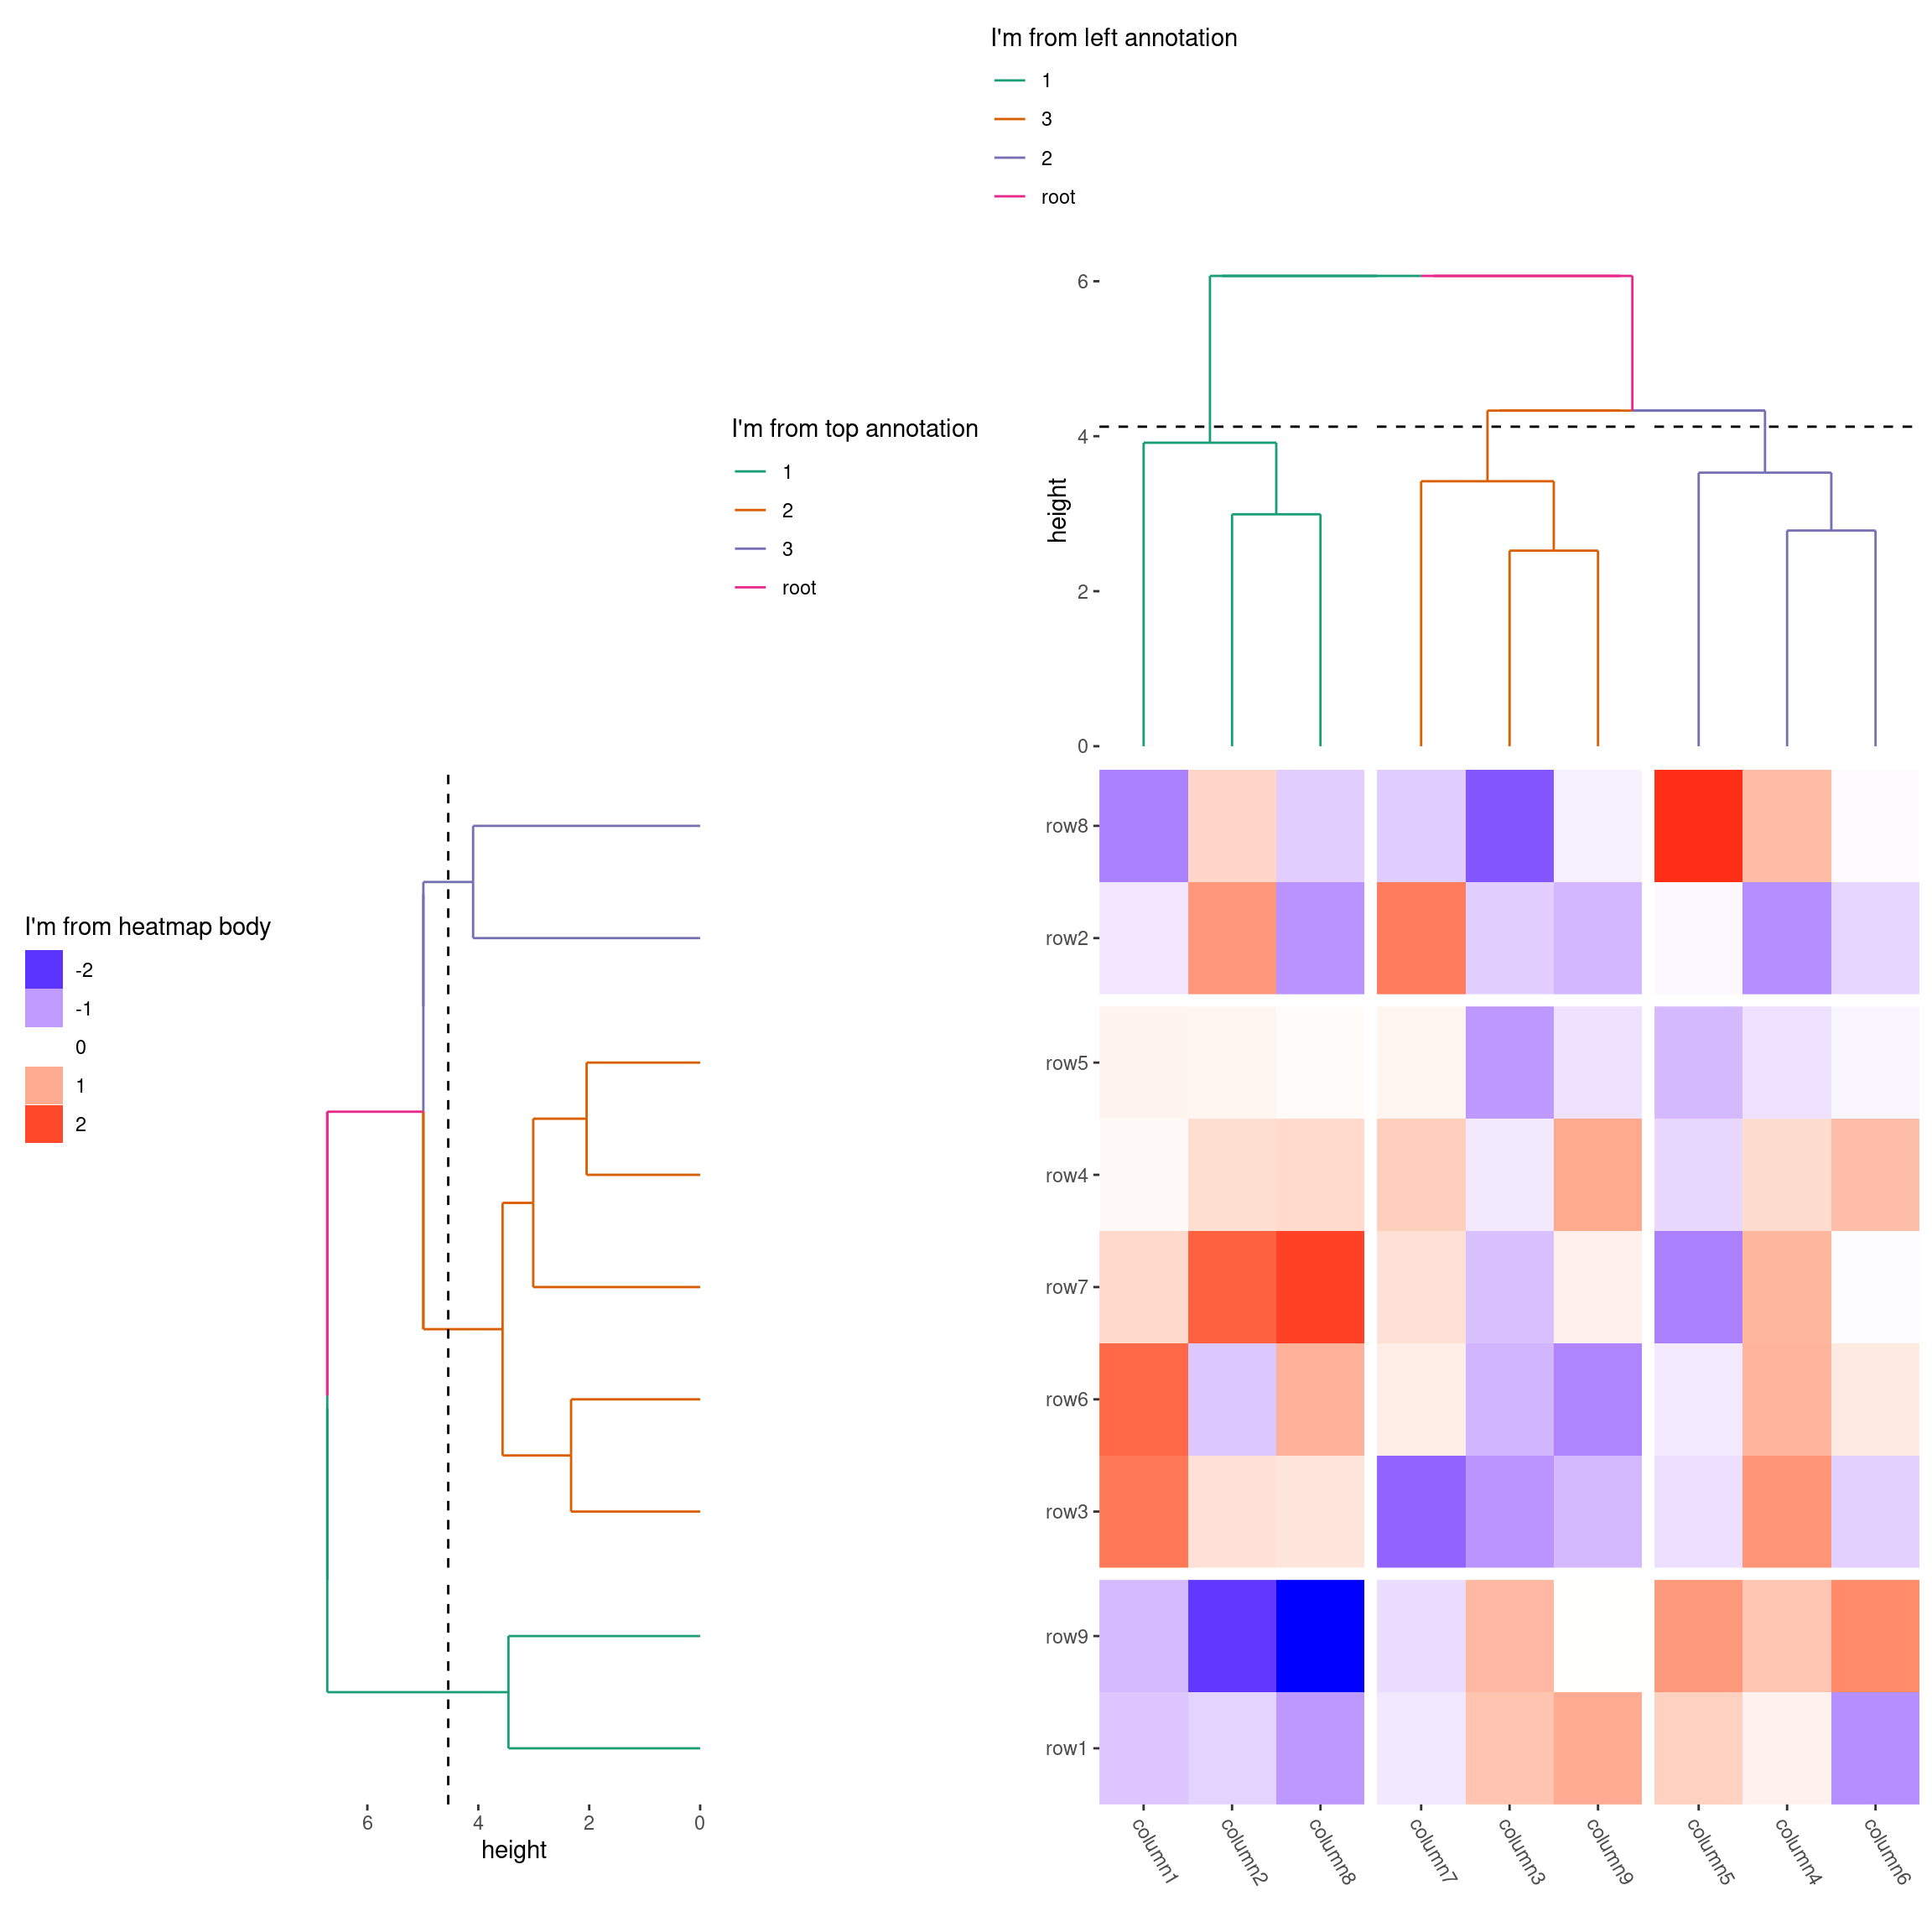 I'm from left annotation
1
3
2
root
6
4
2
0
height
I'm from top annotation
1
2
3
root
I'm from heatmap body
-2
-1
0
1
2
row8
row2
row5
row4
row7
row6
row3
row9
row1
6 4 2 0
height
column1 column2 column8 column7 column3 column9 column5 column4 column6